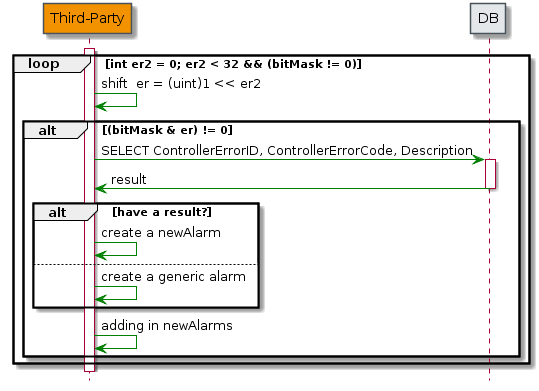 Third-Party DB
loop [int er2 = 0; er2 < 32 && (bitMask != 0)]
shift  er = (uint)1 << er2
alt [(bitMask & er) != 0]
SELECT ControllerErrorID, ControllerErrorCode, Description
result
alt [have a result?]
create a newAlarm
create a generic alarm
adding in newAlarms